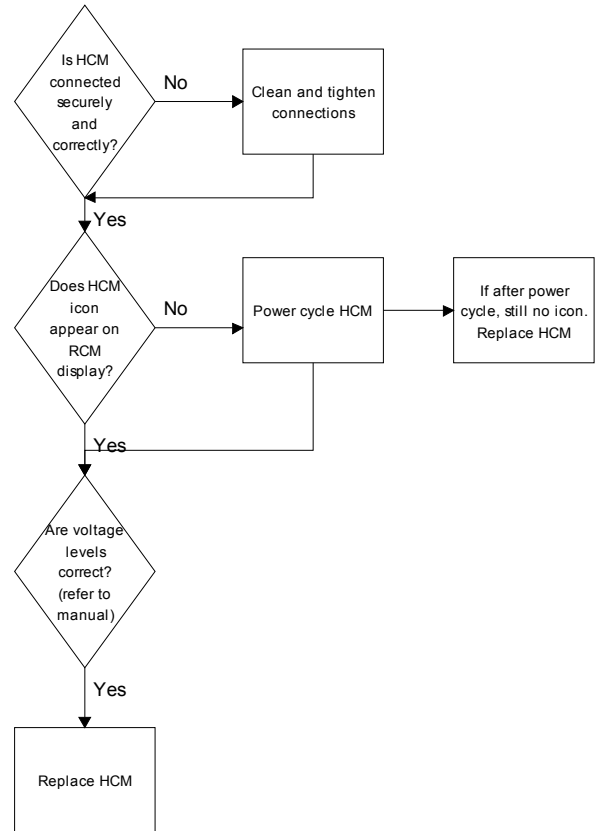 Is HCM
connected
securely
and
correctly?
No
Clean and tighten
connections
Yes
Does HCM
icon
appear on
RCM
display?
No
Power cycle HCM
If after power
cycle, still no icon.
Replace HCM
Yes
Are voltage
levels
correct?
(refer to
manual)
Yes
Replace HCM